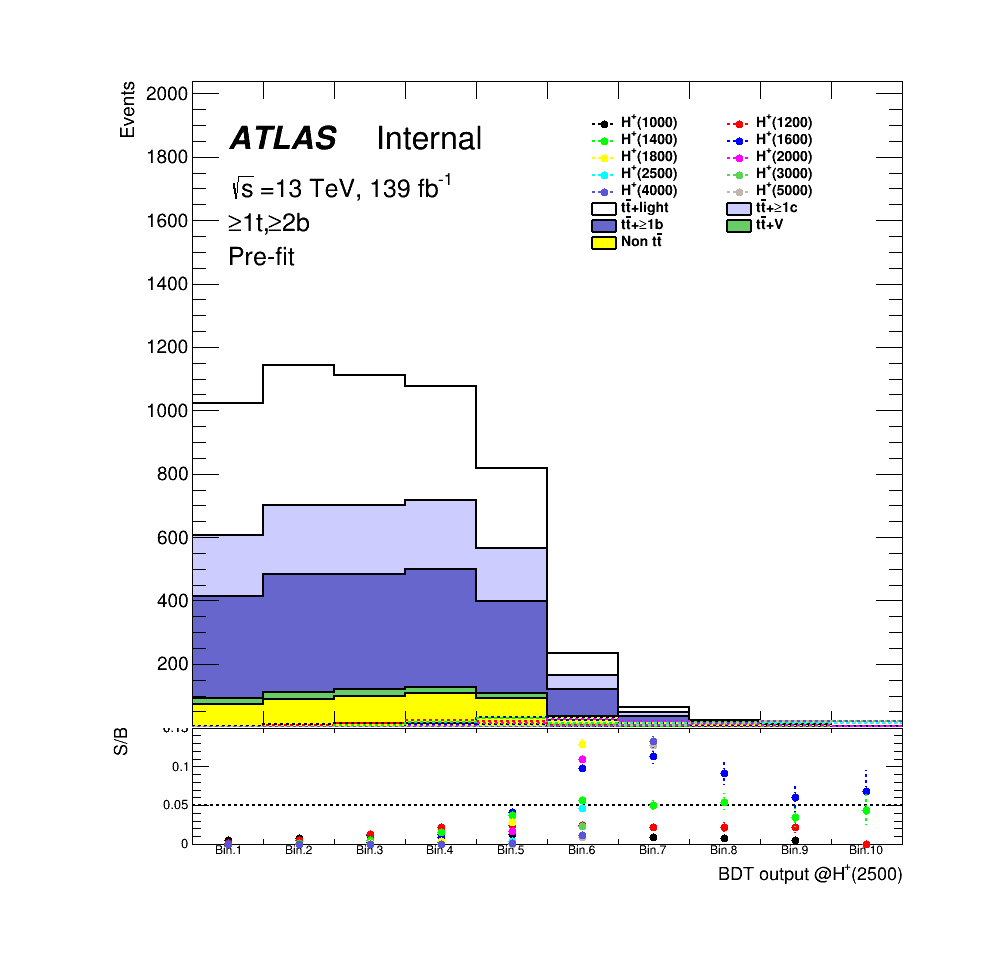 Events
2000
1800
1600
1400
1200
1000
800
600
400
200
ATLAS Internal
√s =13 TeV, 139 fb⁻¹
≥1t,≥2b
Pre-fit
H⁺(1000) H⁺(1200)
H⁺(1400) H⁺(1600)
H⁺(1800) H⁺(2000)
H⁺(2500) H⁺(3000)
H⁺(4000) H⁺(5000)
tt̄+light tt̄+≥1c
tt̄+≥1b tt̄+V
Non tt̄
S/B
0.15
0.1
0.05
0
Bin.1 Bin.2 Bin.3 Bin.4 Bin.5 Bin.6 Bin.7 Bin.8 Bin.9 Bin.10
BDT output @H⁺(2500)